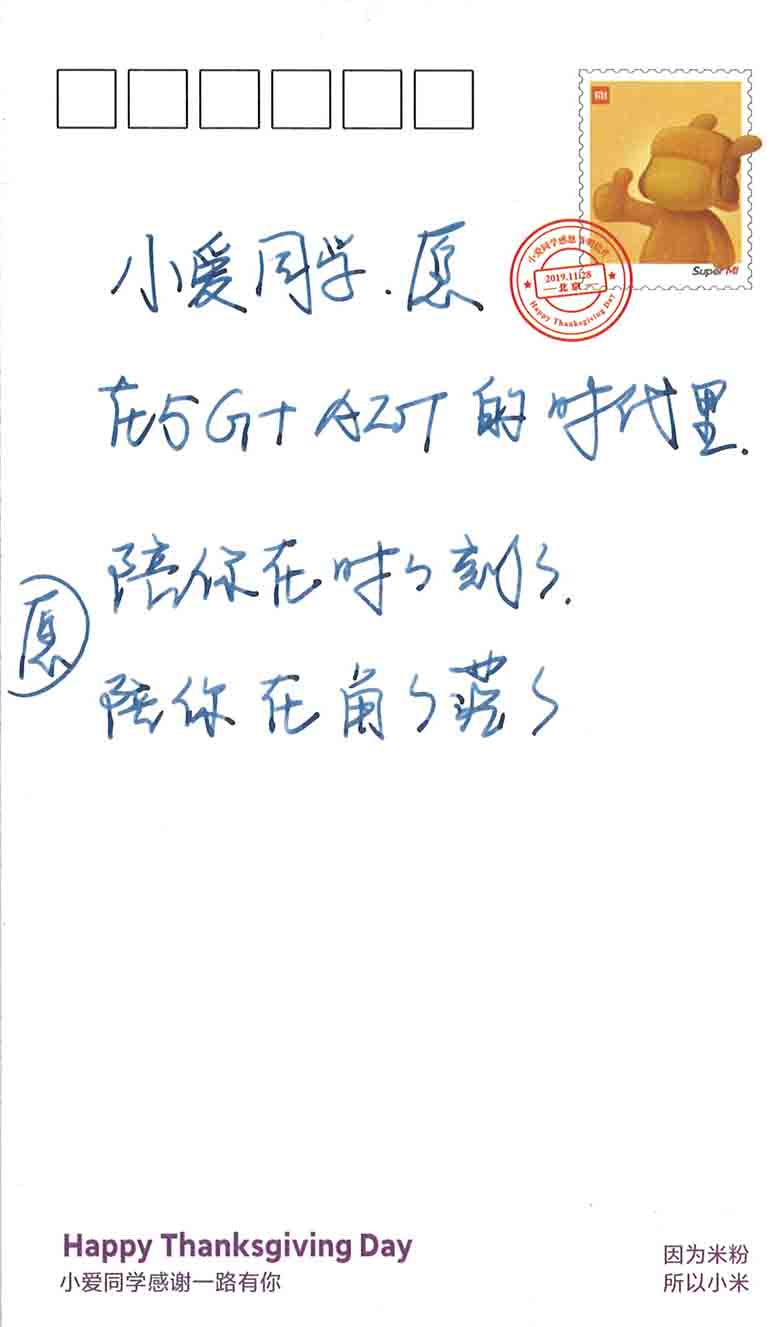 MI
Super MI
小爱同学感恩节明信片
2019.11.28
北京
Happy Thanksgiving Day
小爱同学.愿
在5G+AIoT的时代里.
陪你在时々刻々.
愿
陪你在角々落々
Happy Thanksgiving Day
小爱同学感谢一路有你
因为米粉
所以小米